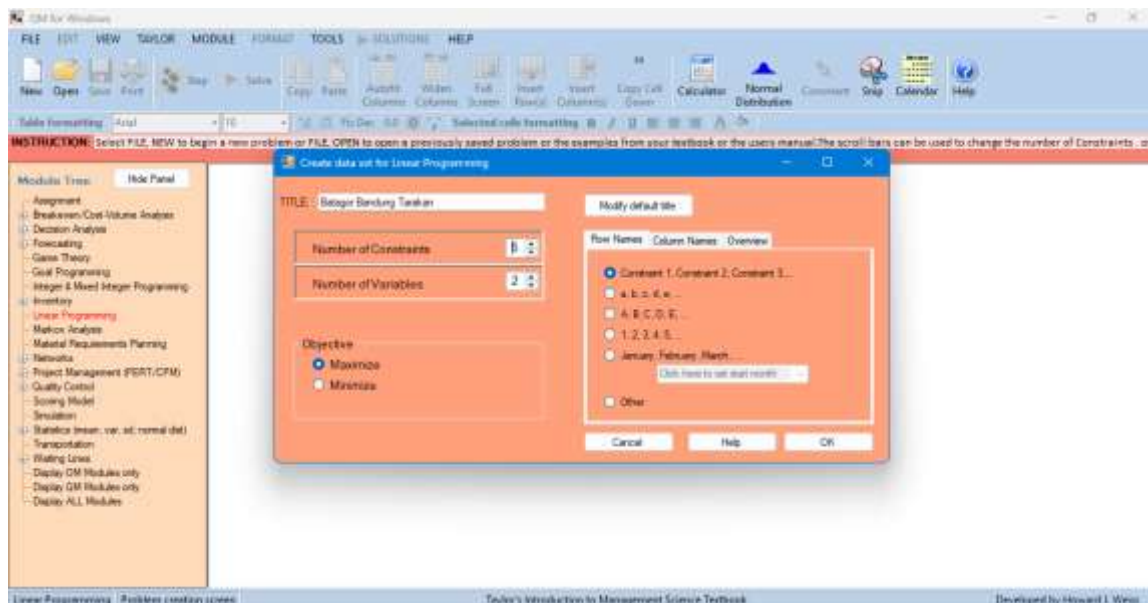 QM for Windows
FILE EDIT VIEW TAYLOR MODULE FORMAT TOOLS SOLUTIONS HELP
New Open Save Print Step Solve Copy Paste Autofit Columns Widen Columns Full Screen Insert Row(s) Insert Column(s) Copy Cell Down Calculator Normal Distribution Comment Snip Calendar Help
Table formatting Arial 10 Fix Dec 0.0 Selected cells formatting B I U
INSTRUCTION: Select FILE, NEW to begin a new problem or FILE, OPEN to open a previously saved problem or the examples from your textbook or the users manual. The scroll bars can be used to change the number of Constraints , o
Module Tree Hide Panel
Assignment
Breakeven/Cost-Volume Analysis
Decision Analysis
Forecasting
Game Theory
Goal Programming
Integer & Mixed Integer Programming
Inventory
Linear Programming
Markov Analysis
Material Requirements Planning
Networks
Project Management (PERT/CPM)
Quality Control
Scoring Model
Simulation
Statistics (mean, var, sd, normal dist)
Transportation
Waiting Lines
Display OM Modules only
Display QM Modules only
Display ALL Modules
Create data set for Linear Programming
TITLE: Batagor Bandung Tarakan
Modify default title
Number of Constraints
Number of Variables 2
Objective
Maximize
Minimize
Row Names Column Names Overview
Constraint 1, Constraint 2, Constraint 3...
a, b, c, d, e, ...
A, B, C, D, E, ...
1, 2, 3, 4, 5, ...
January, February, March...
Click here to set start month
Other
Cancel Help OK
Linear Programming Problem creation screen Taylor's Introduction to Management Science Textbook Developed by Howard J. Weiss